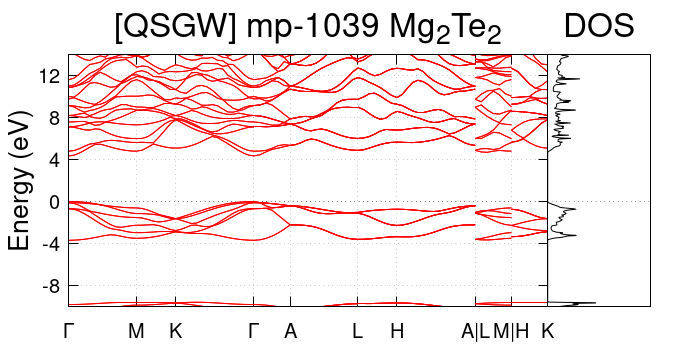 [QSGW] mp-1039 Mg₂Te₂ DOS
Energy (eV)
12
8
4
0
-4
-8
Γ M K Γ A L H A|L M|H K